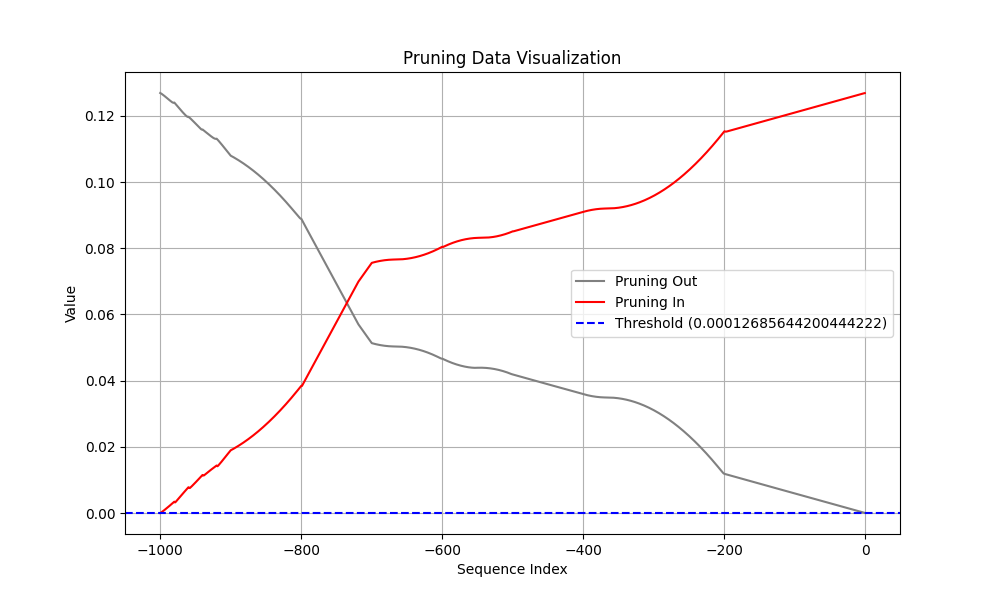 Pruning Data Visualization
Value
0.12
0.10
0.08
0.06
0.04
0.02
0.00
Pruning Out
Pruning In
Threshold (0.00012685644200444222)
−1000
−800
−600
−400
−200
0
Sequence Index